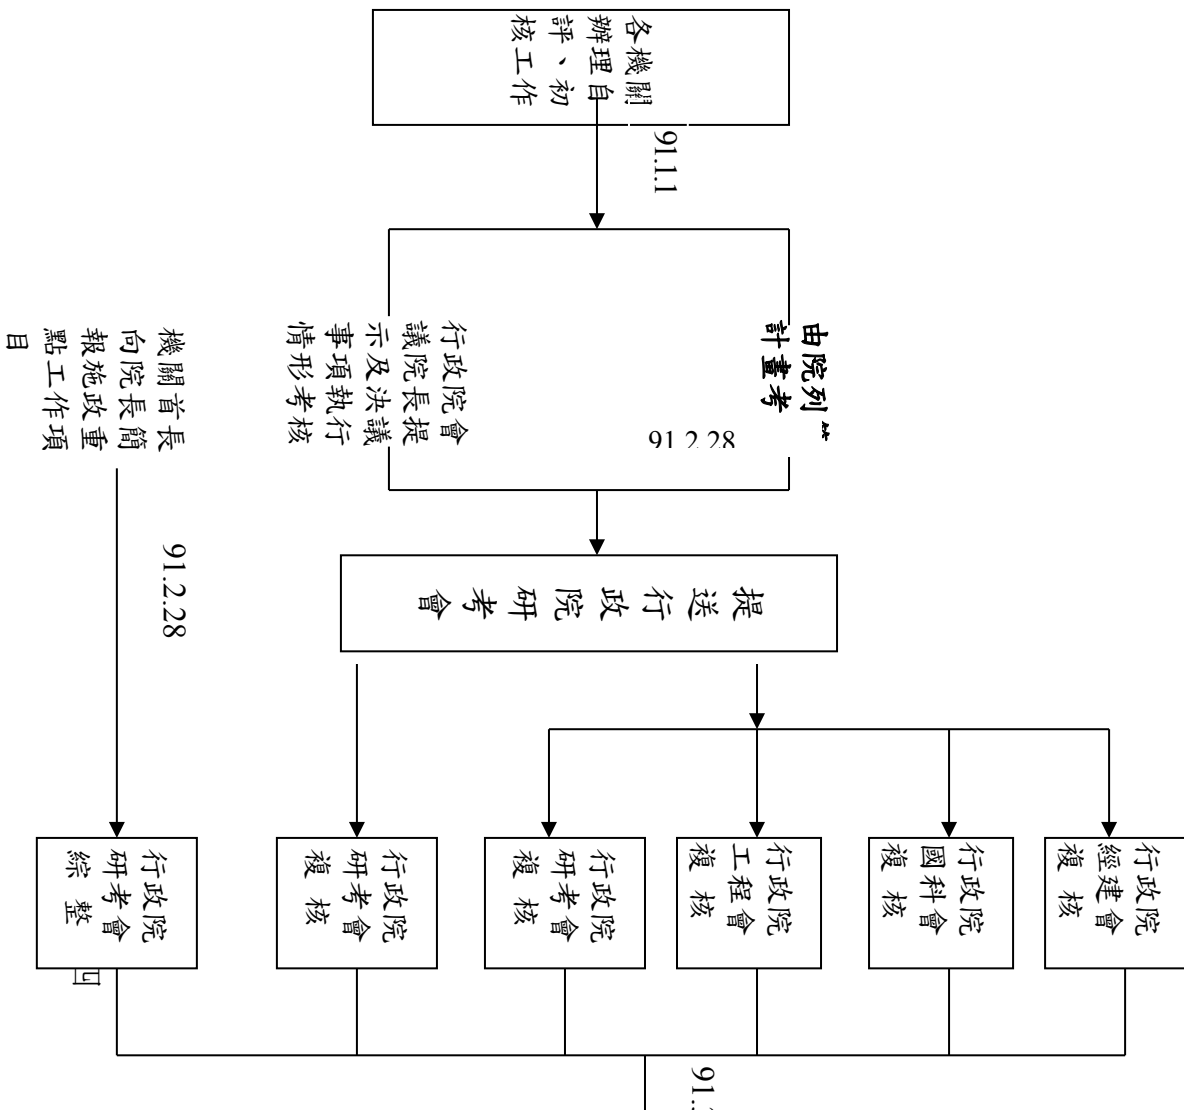 各機關
辦理自
評、初
核工作
91.1.1
由院列
計畫考
行政院會
議院長提
示及決議
事項執行
情形考核
91.2.28
機關首長
向院長簡
報施政重
點工作項
目
91.2.28
提送行政院研考會
行政院
經建會
複 核
行政院
國科會
複 核
行政院
工程會
複 核
行政院
研考會
複 核
行政院
研考會
複 核
行政院
研考會
綜 整
四